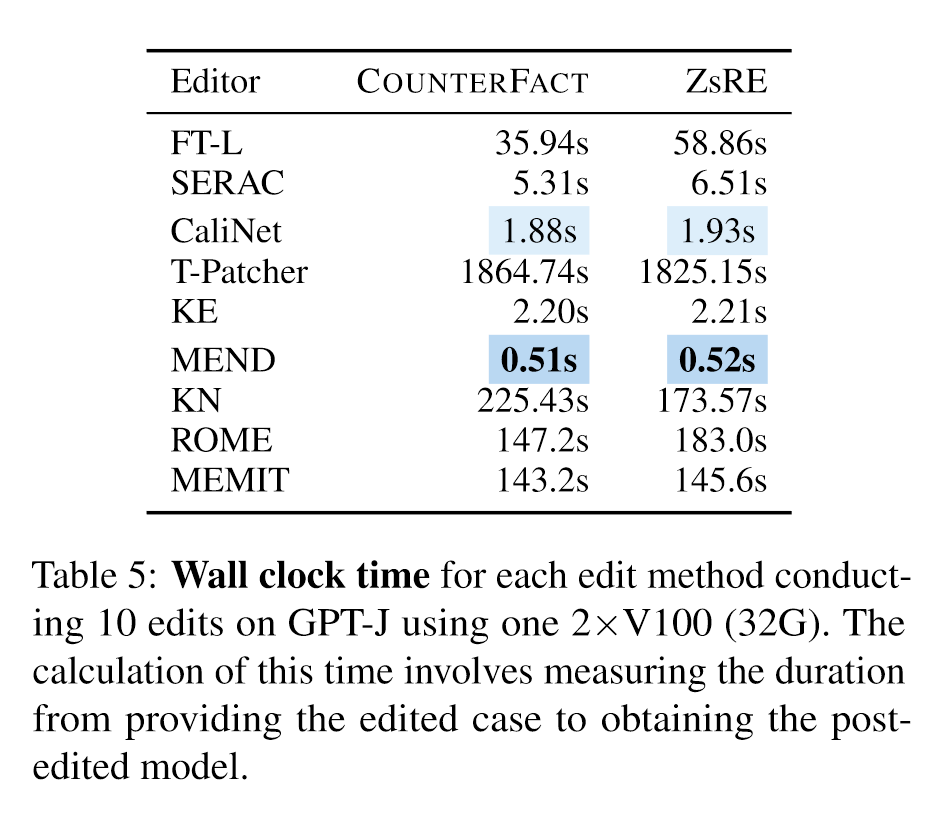 Editor COUNTERFACT ZSRE
FT-L 35.94s 58.86s
SERAC 5.31s 6.51s
CaliNet 1.88s 1.93s
T-Patcher 1864.74s 1825.15s
KE 2.20s 2.21s
MEND 0.51s 0.52s
KN 225.43s 173.57s
ROME 147.2s 183.0s
MEMIT 143.2s 145.6s
Table 5: Wall clock time for each edit method conduct-
ing 10 edits on GPT-J using one 2×V100 (32G). The
calculation of this time involves measuring the duration
from providing the edited case to obtaining the post-
edited model.